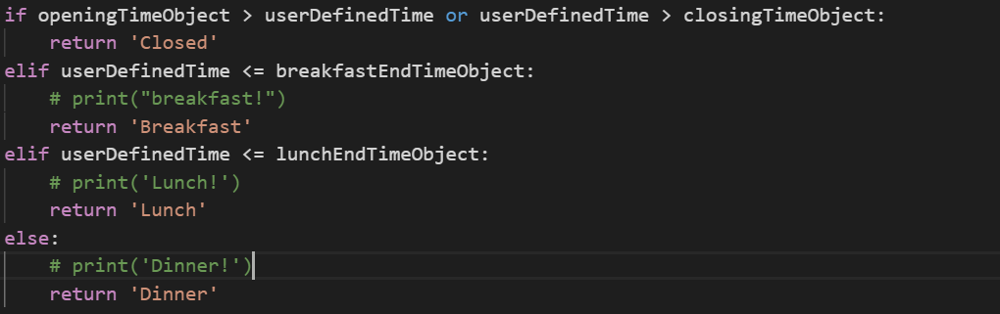 if openingTimeObject > userDefinedTime or userDefinedTime > closingTimeObject:
    return 'Closed'
elif userDefinedTime <= breakfastEndTimeObject:
    # print("breakfast!")
    return 'Breakfast'
elif userDefinedTime <= lunchEndTimeObject:
    # print('Lunch!')
    return 'Lunch'
else:
    # print('Dinner!')
    return 'Dinner'